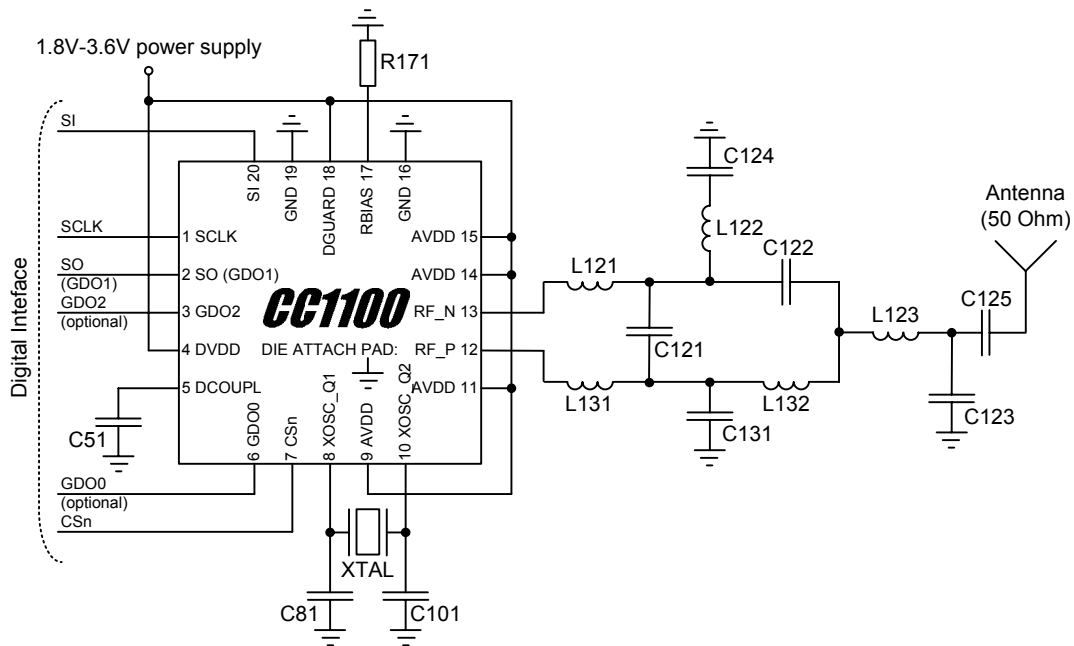 1.8V-3.6V power supply
R171
SI
SI 20
GND 19
DGUARD 18
RBIAS 17
GND 16
C124
L122
Antenna
(50 Ohm)
Digital Inteface
SCLK
1 SCLK
AVDD 15
SO
(GDO1)
2 SO (GDO1)
AVDD 14
L121
C122
GDO2
(optional)
3 GDO2
CC1100
RF_N 13
L123
C125
C121
4 DVDD
DIE ATTACH PAD:
RF_P 12
5 DCOUPL
AVDD 11
L131
L132
C123
C131
C51
6 GDO0
7 CSn
8 XOSC_Q1
9 AVDD
10 XOSC_Q2
GDO0
(optional)
CSn
XTAL
C81
C101